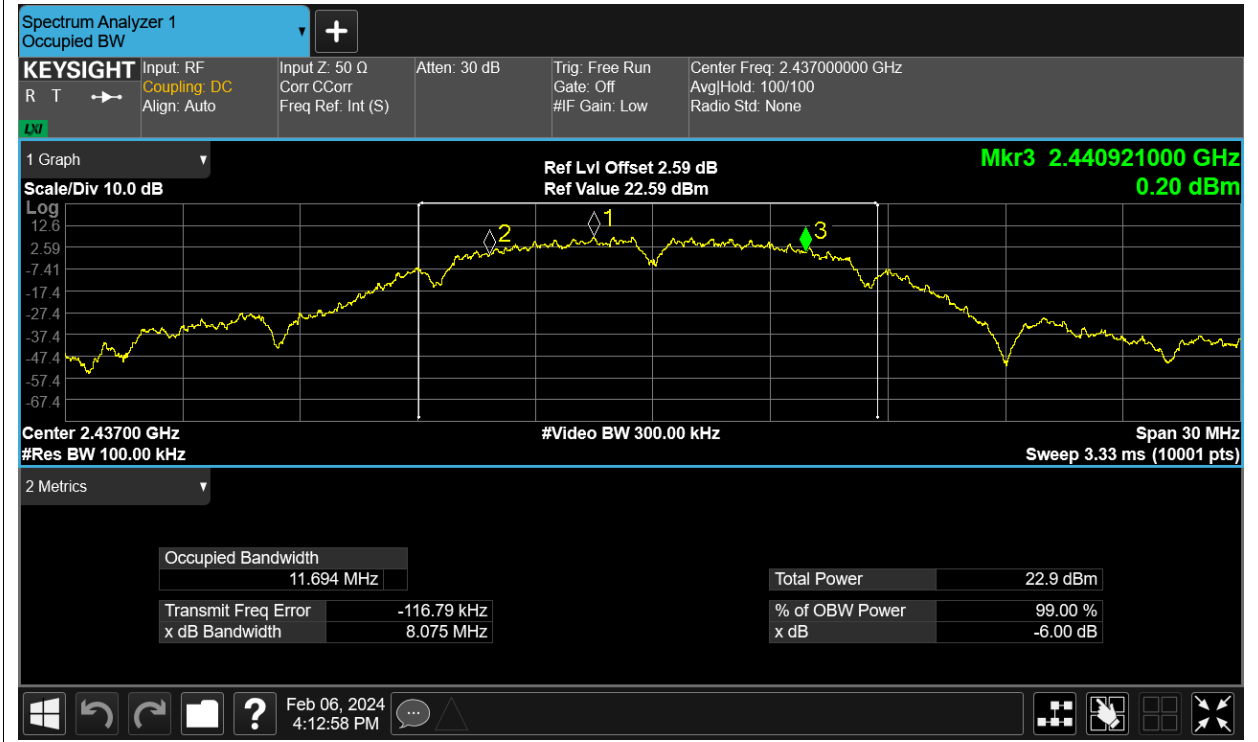 Spectrum Analyzer 1
Occupied BW
KEYSIGHT
R T
LXI
Input: RF
Coupling: DC
Align: Auto
Input Z: 50 Ω
Corr CCorr
Freq Ref: Int (S)
Atten: 30 dB
Trig: Free Run
Gate: Off
#IF Gain: Low
Center Freq: 2.437000000 GHz
Avg|Hold: 100/100
Radio Std: None
1 Graph
Scale/Div 10.0 dB
Ref Lvl Offset 2.59 dB
Ref Value 22.59 dBm
Mkr3 2.440921000 GHz
0.20 dBm
Log
12.6
2.59
-7.41
-17.4
-27.4
-37.4
-47.4
-57.4
-67.4
2
1
3
Center 2.43700 GHz
#Res BW 100.00 kHz
#Video BW 300.00 kHz
Span 30 MHz
Sweep 3.33 ms (10001 pts)
2 Metrics
Occupied Bandwidth
11.694 MHz
Transmit Freq Error -116.79 kHz
x dB Bandwidth 8.075 MHz
Total Power 22.9 dBm
% of OBW Power 99.00 %
x dB -6.00 dB
?
Feb 06, 2024
4:12:58 PM